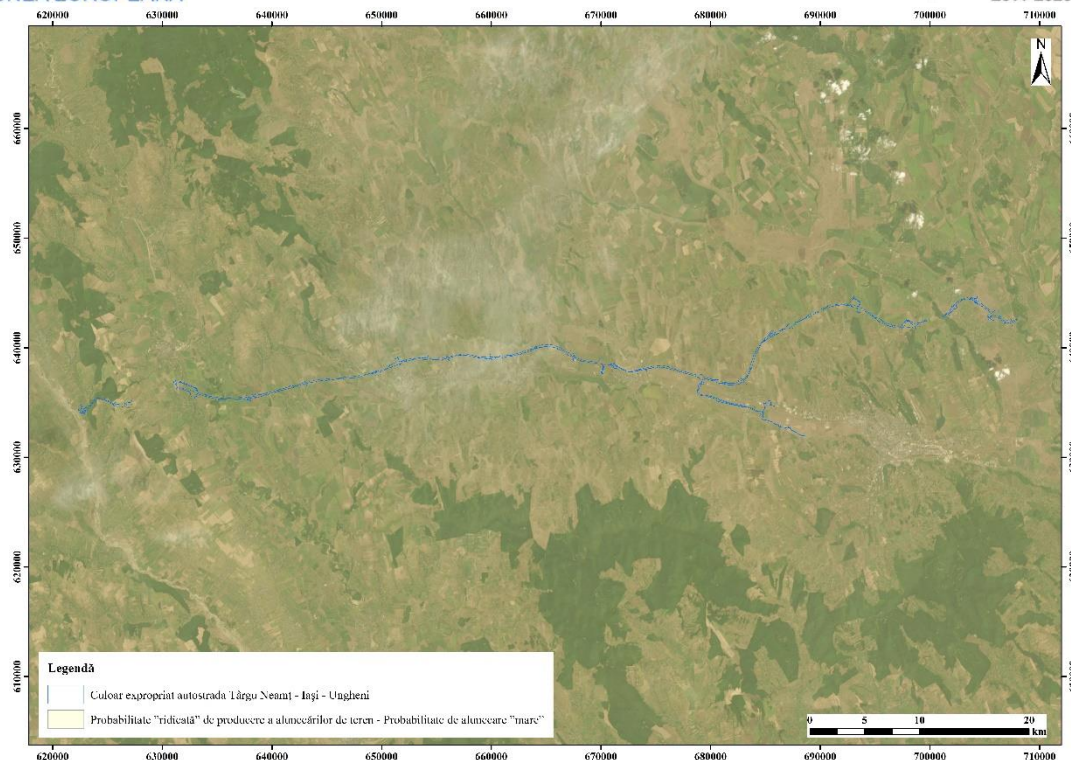 620000 630000 640000 650000 660000 670000 680000 690000 700000 710000
N
660000
650000
640000
630000
620000
610000
Legendă
Culoar expropriat autostrada Târgu Neamț - Iași - Ungheni
Probabilitate "ridicată" de producere a alunecărilor de teren - Probabilitate de alunecare "mare"
0 5 10 20
km
620000 630000 640000 650000 660000 670000 680000 690000 700000 710000